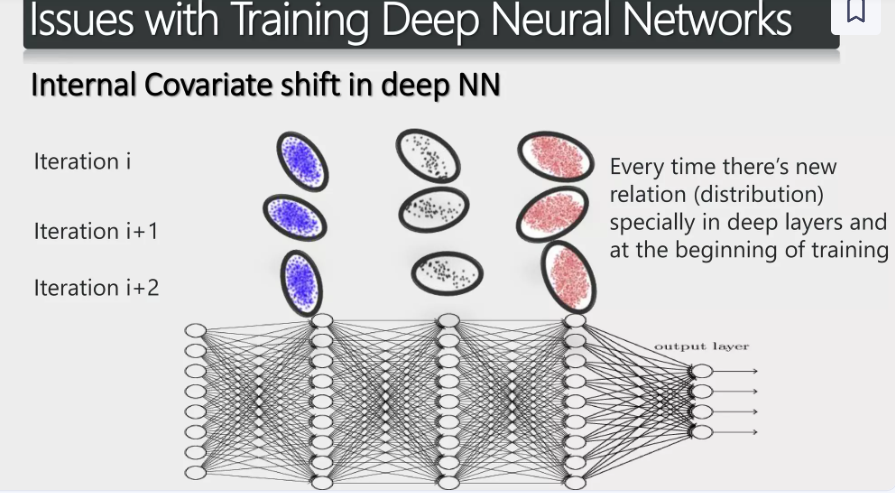 Issues with Training Deep Neural Networks
Internal Covariate shift in deep NN
Iteration i
Iteration i+1
Iteration i+2
Every time there's new
relation (distribution)
specially in deep layers and
at the beginning of training
output layer